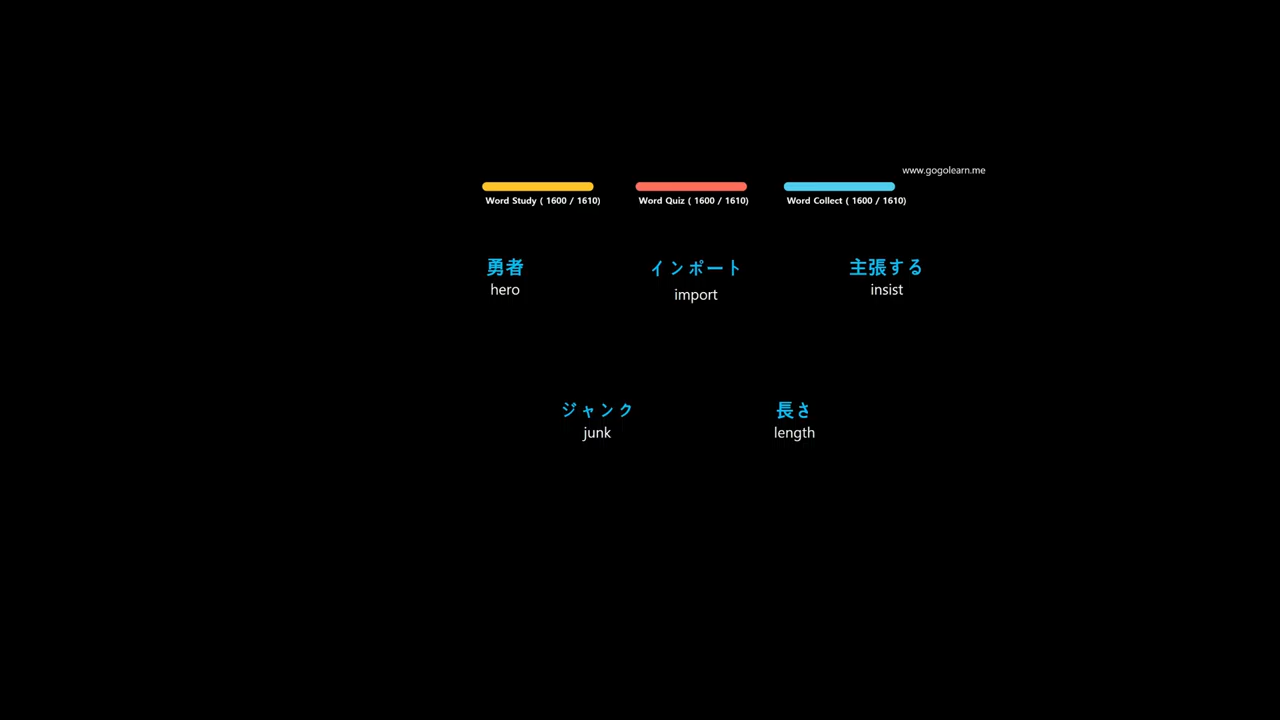 www.gogolearn.me
Word Study ( 1600 / 1610)
Word Quiz ( 1600 / 1610)
Word Collect ( 1600 / 1610)
勇者
hero
インポート
import
主張する
insist
ジャンク
junk
長さ
length